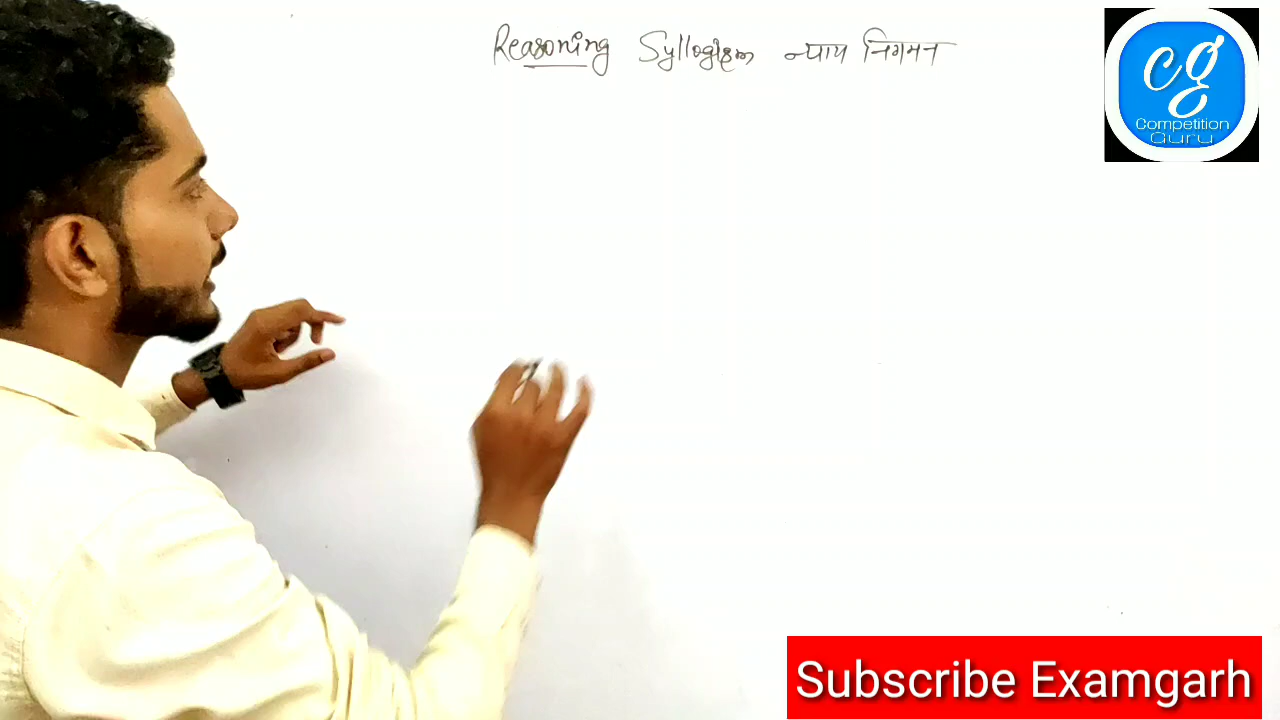 Reasoning Syllogism न्याय निगमन
cg
Competition
Guru
Subscribe Examgarh